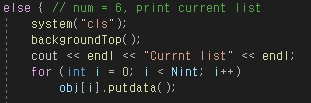 else { // num = 6, print current list
    system("cls");
    backgroundTop();
    cout << endl << "Currnt list" << endl;
    for (int i = 0; i < Nint; i++)
        obj[i].putdata();